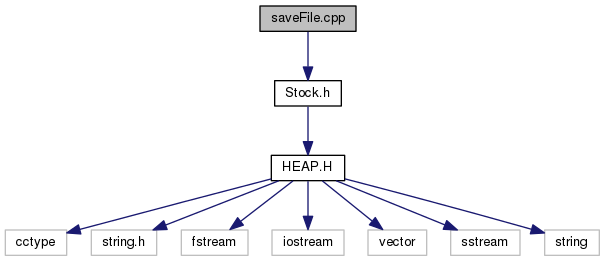 saveFile.cpp
Stock.h
HEAP.H
cctype
string.h
fstream
iostream
vector
sstream
string